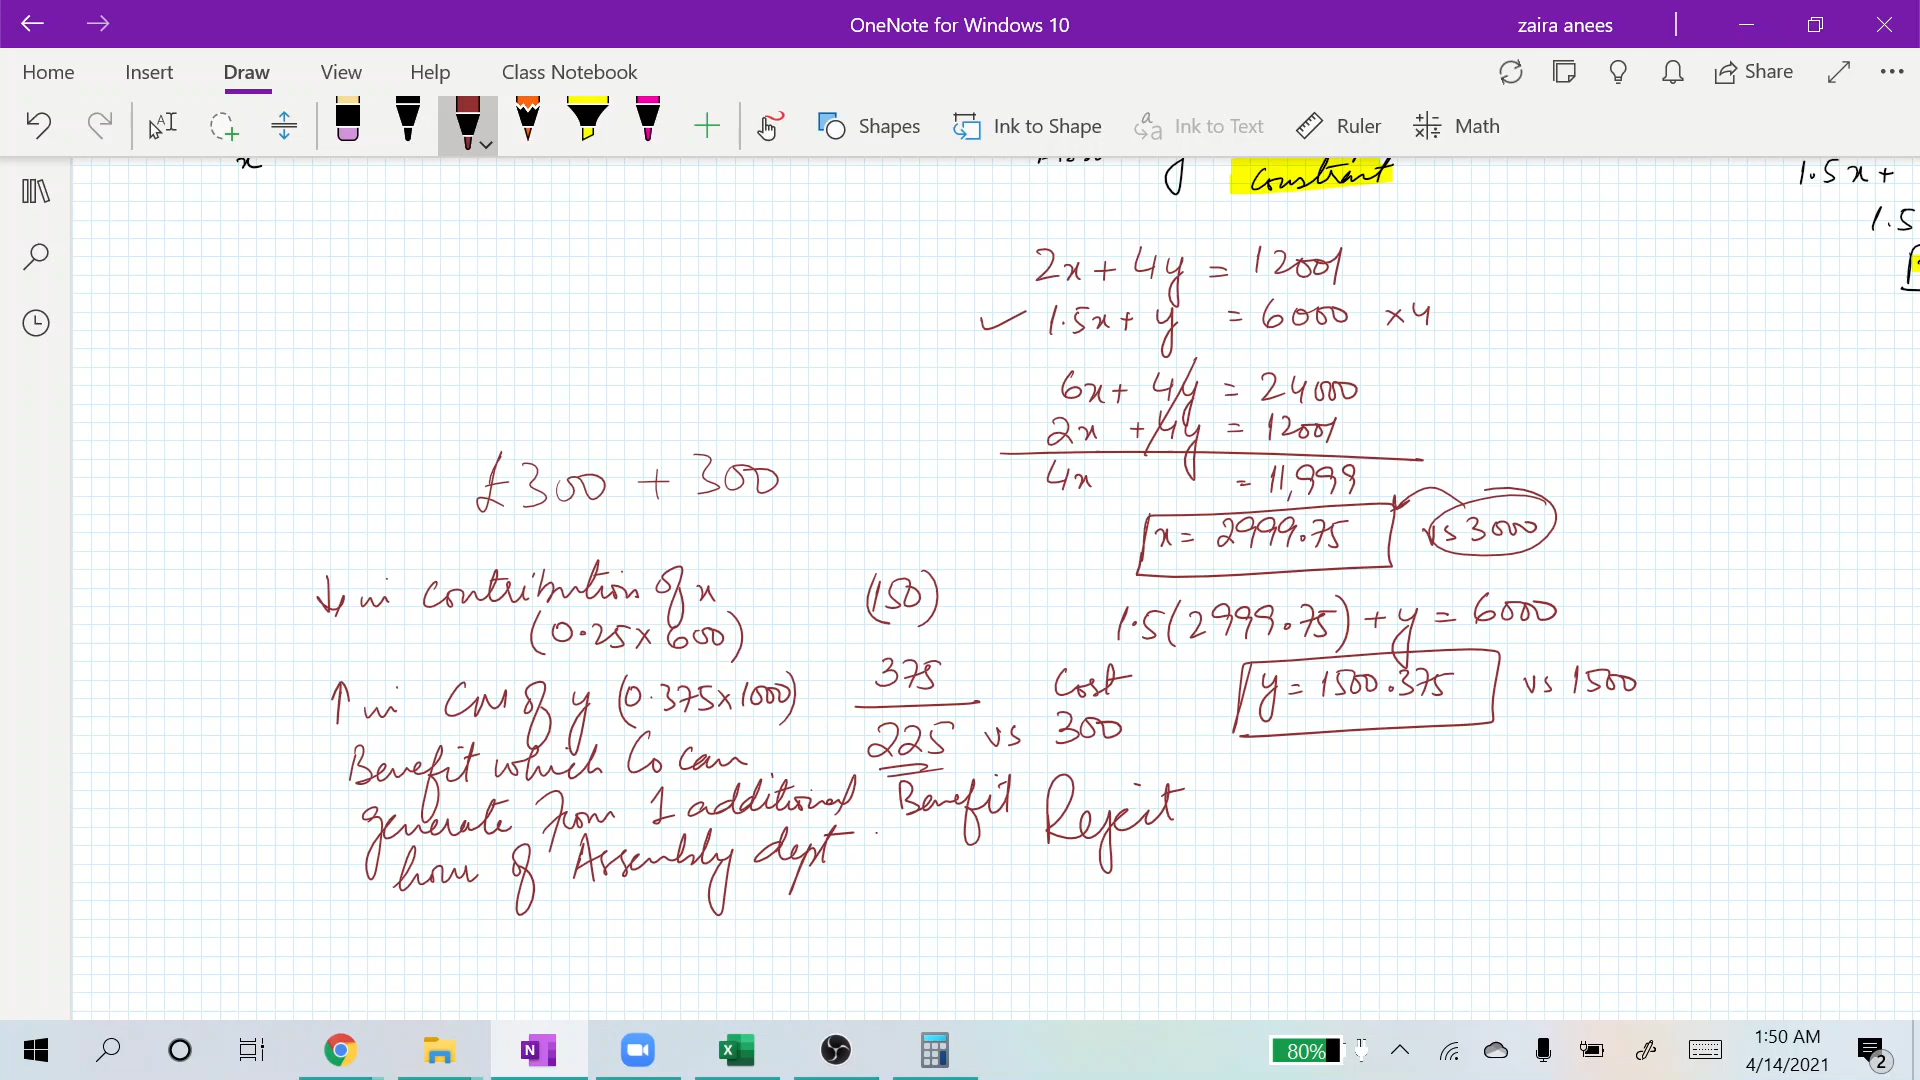 OneNote for Windows 10
zaira anees
Home Insert Draw View Help Class Notebook
Share
Shapes Ink to Shape Ink to Text Ruler Math
x
y constraint
1.5x +
1.5
2x + 4y = 12001
1.5x + y = 6000 x4
6x + 4y = 24000
2x + 4y = 12001
4x = 11,999
x = 2999.75 vs 3000
1.5(2999.75) + y = 6000
y = 1500.375 vs 1500
£300 + 300
↓ in contribution of x (150)
(0.25 x 600)
↑ in CM of y (0.375x1000) 375
225 vs Cost 300
Benefit Reject
Benefit which Co can
generate from 1 additional
hour of Assembly dept.
80%
1:50 AM
4/14/2021
2